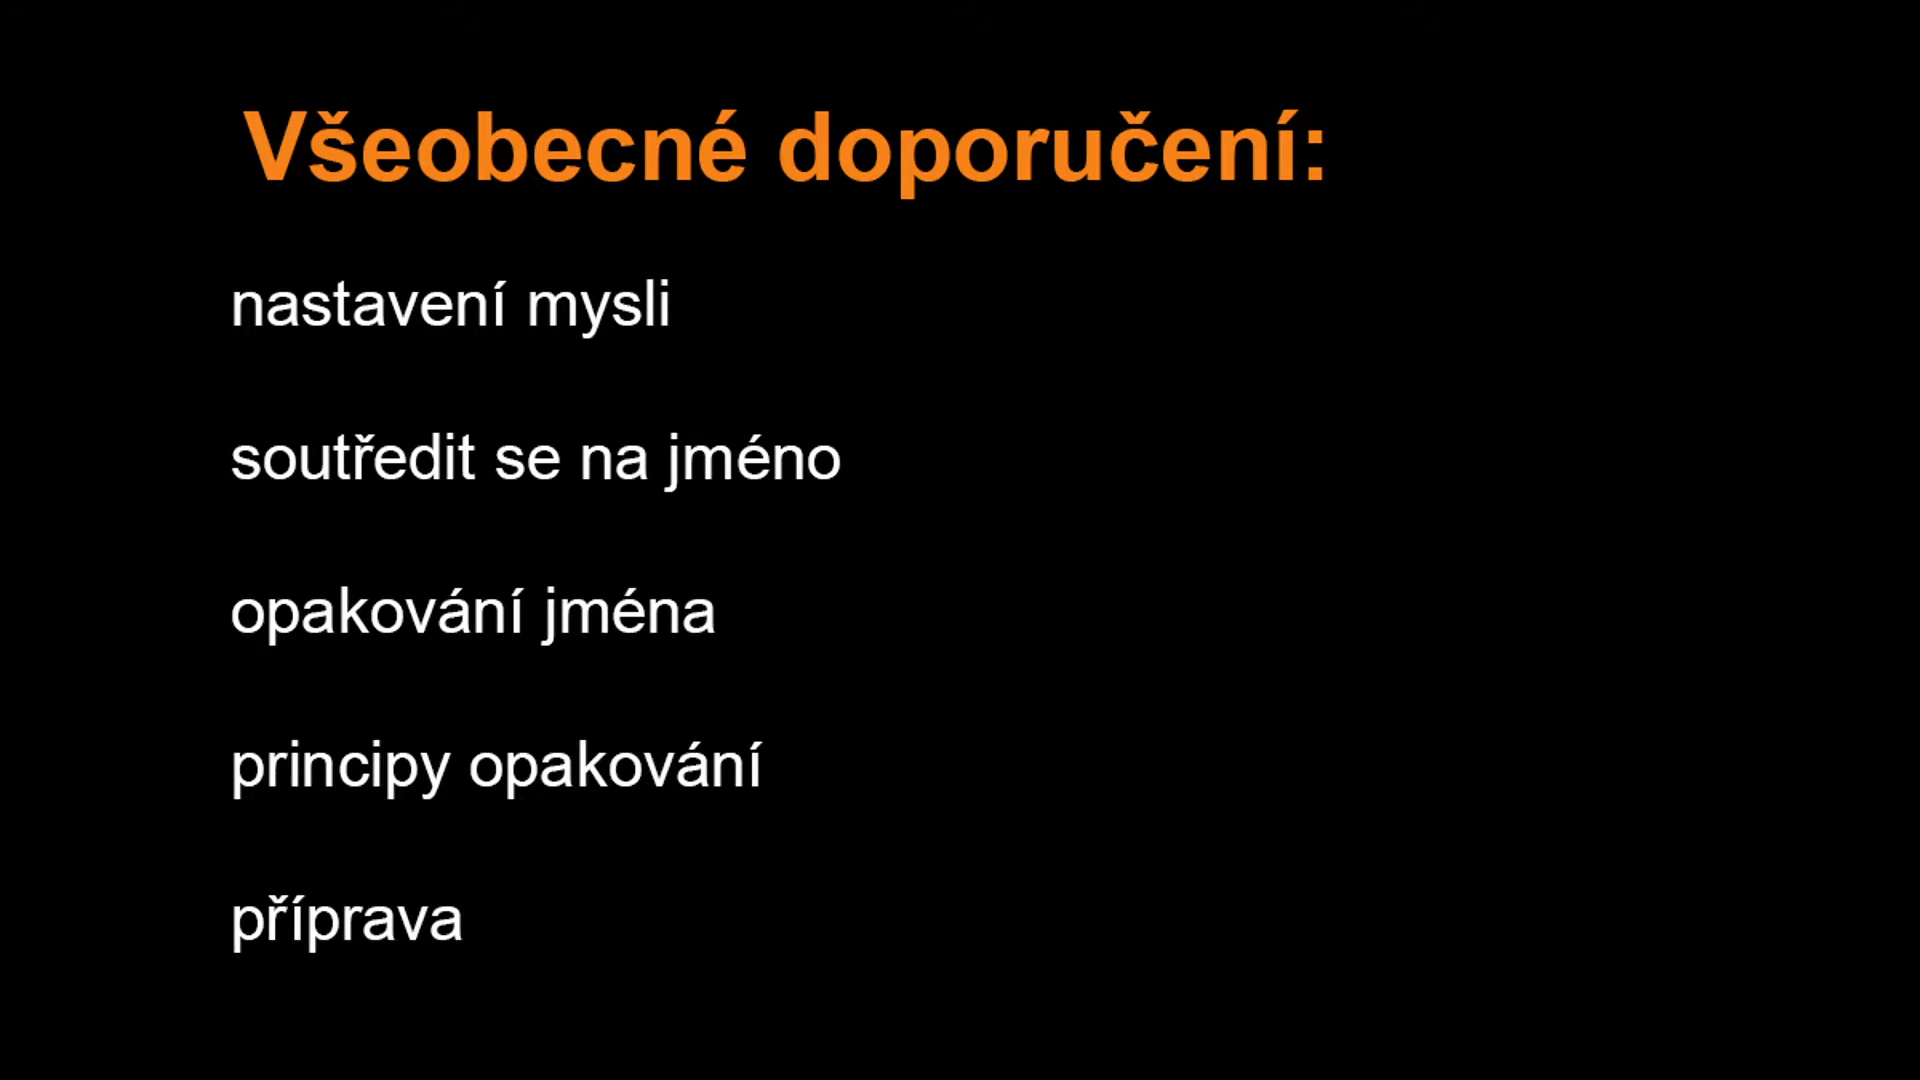 Všeobecné doporučení:
nastavení mysli
soutředit se na jméno
opakování jména
principy opakování
příprava